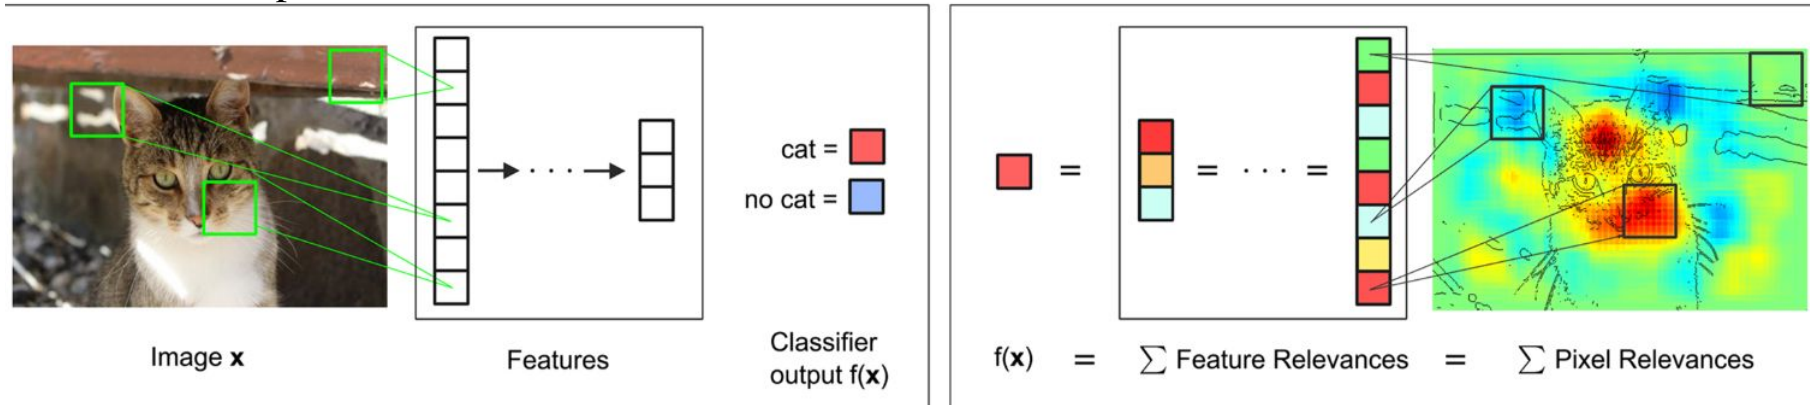 cat =
no cat =
Image x
Features
Classifier
output f(x)
= = · · · =
f(x) = ∑ Feature Relevances = ∑ Pixel Relevances